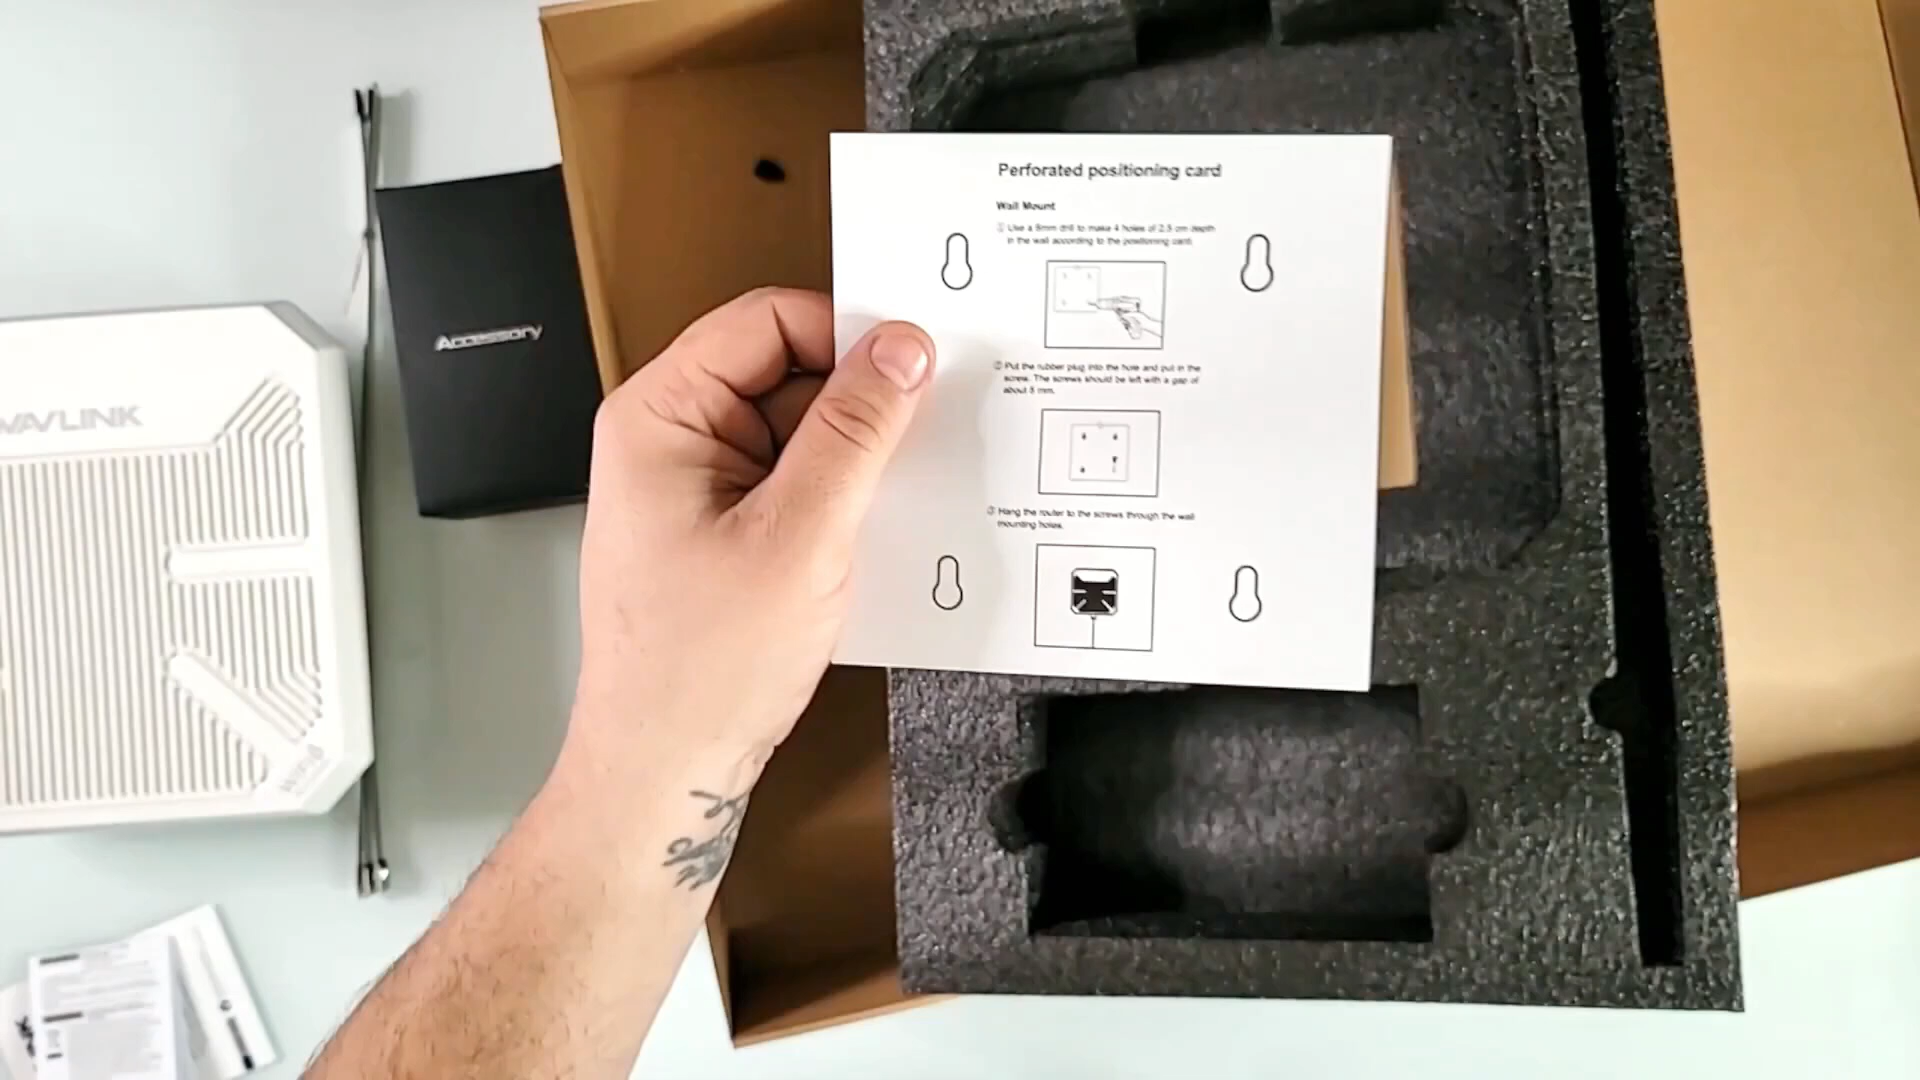 Perforated positioning card
Wall Mount
① Use a 8mm drill to make 4 holes of 2.5 cm depth
in the wall according to the positioning card.
② Put the rubber plug into the hole and put in the
screw. The screws should be left with a gap of
about 5 mm.
③ Hang the router to the screws through the wall
mounting holes.
Accessory
WAVLINK